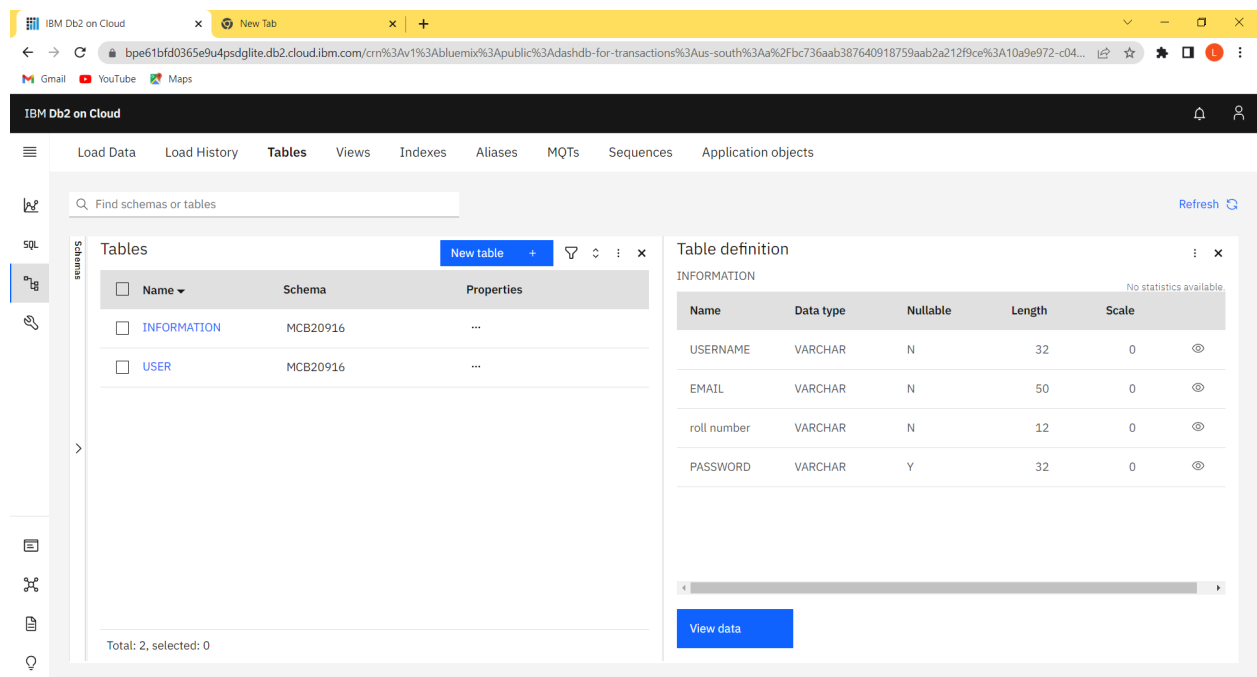 IBM Db2 on Cloud
New Tab
bpe61bfd0365e9u4psdglite.db2.cloud.ibm.com/crn%3Av1%3Abluemix%3Apublic%3Adashdb-for-transactions%3Aus-south%3Aa%2Fbc736aab387640918759aab2a212f9ce%3A10a9e972-c04...
L
Gmail YouTube Maps
IBM Db2 on Cloud
Load Data Load History Tables Views Indexes Aliases MQTs Sequences Application objects
Find schemas or tables
Refresh
SQL
Schemas
Tables
New table +
Name Schema Properties
INFORMATION MCB20916 ...
USER MCB20916 ...
Total: 2, selected: 0
Table definition
INFORMATION
No statistics available.
Name Data type Nullable Length Scale
USERNAME VARCHAR N 32 0
EMAIL VARCHAR N 50 0
roll number VARCHAR N 12 0
PASSWORD VARCHAR Y 32 0
View data